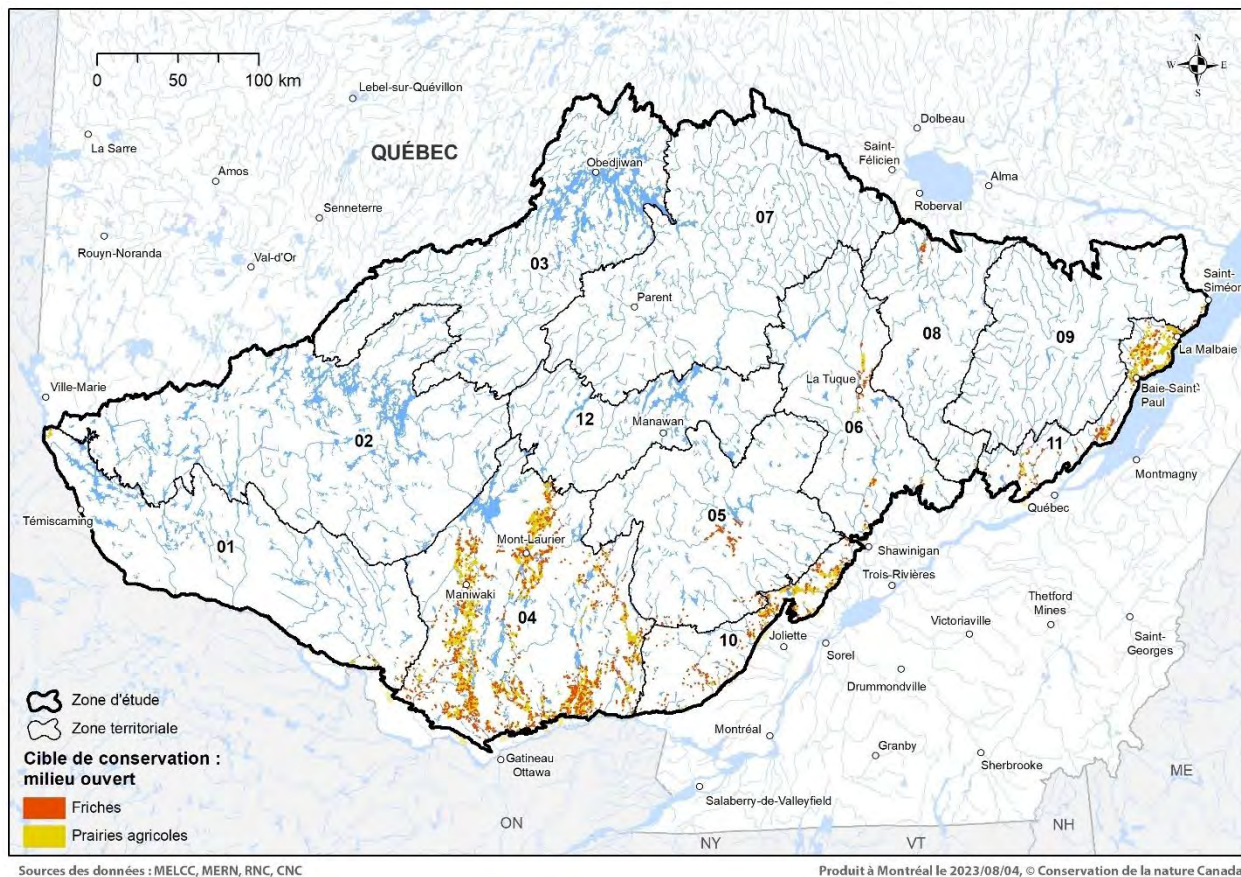 N
W E
S
0 50 100 km
Lebel-sur-Quévillon
Dolbeau
La Sarre
QUÉBEC
Saint-
Félicien
Obedjiwan
Amos
Alma
Roberval
Senneterre
07
Rouyn-Noranda
Val-d'Or
03
Saint-
Siméon
Parent
08
09
La Malbaie
Ville-Marie
La Tuque
Baie-Saint-
Paul
12
Manawan
06
02
11
Montmagny
Québec
Témiscaming
05
01
Mont-Laurier
Shawinigan
Trois-Rivières
Maniwaki
Thetford
Mines
04
Victoriaville
Saint-
Georges
10
Joliette
Sorel
Drummondville
Zone d'étude
Zone territoriale
Montréal
Granby
Sherbrooke
Cible de conservation :
milieu ouvert
Gatineau
Ottawa
ME
Friches
Salaberry-de-Valleyfield
Prairies agricoles
ON
NY
VT
NH
Sources des données : MELCC, MERN, RNC, CNC
Produit à Montréal le 2023/08/04, © Conservation de la nature Canada